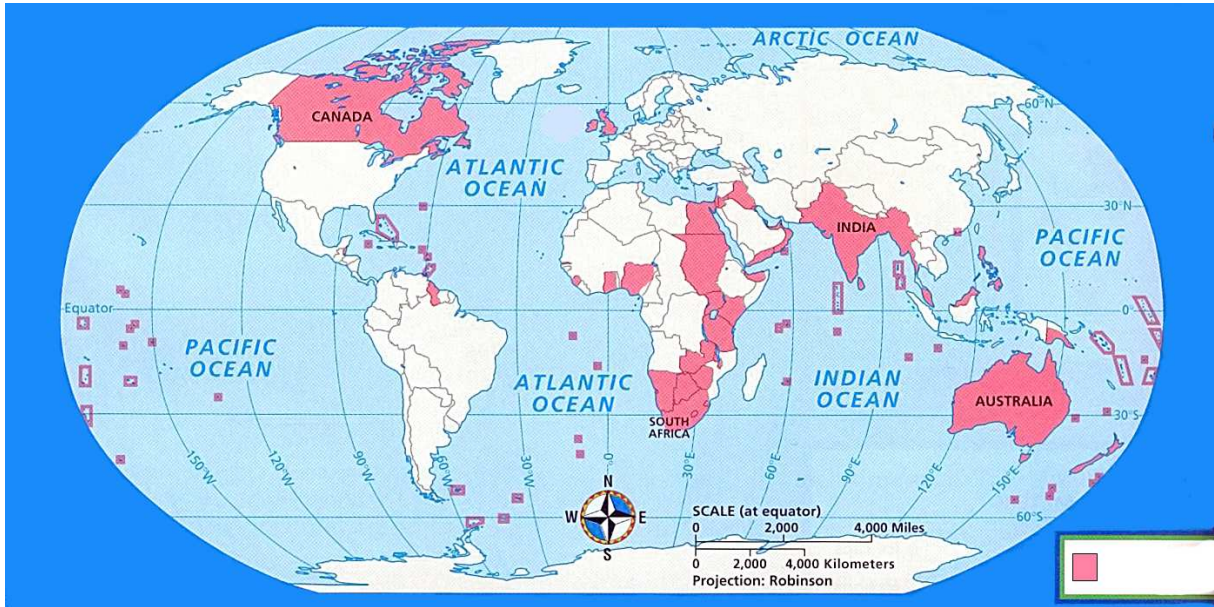 ARCTIC OCEAN
60°N
CANADA
ATLANTIC
OCEAN
30°N
INDIA
PACIFIC
OCEAN
Equator
0°
PACIFIC
OCEAN
ATLANTIC
OCEAN
INDIAN
OCEAN
AUSTRALIA
SOUTH
AFRICA
30°S
150°W
120°W
90°W
60°W
0°
30°E
60°E
90°E
120°E
150°E
60°S
N
W
E
S
SCALE (at equator)
0 2,000 4,000 Miles
0 2,000 4,000 Kilometers
Projection: Robinson